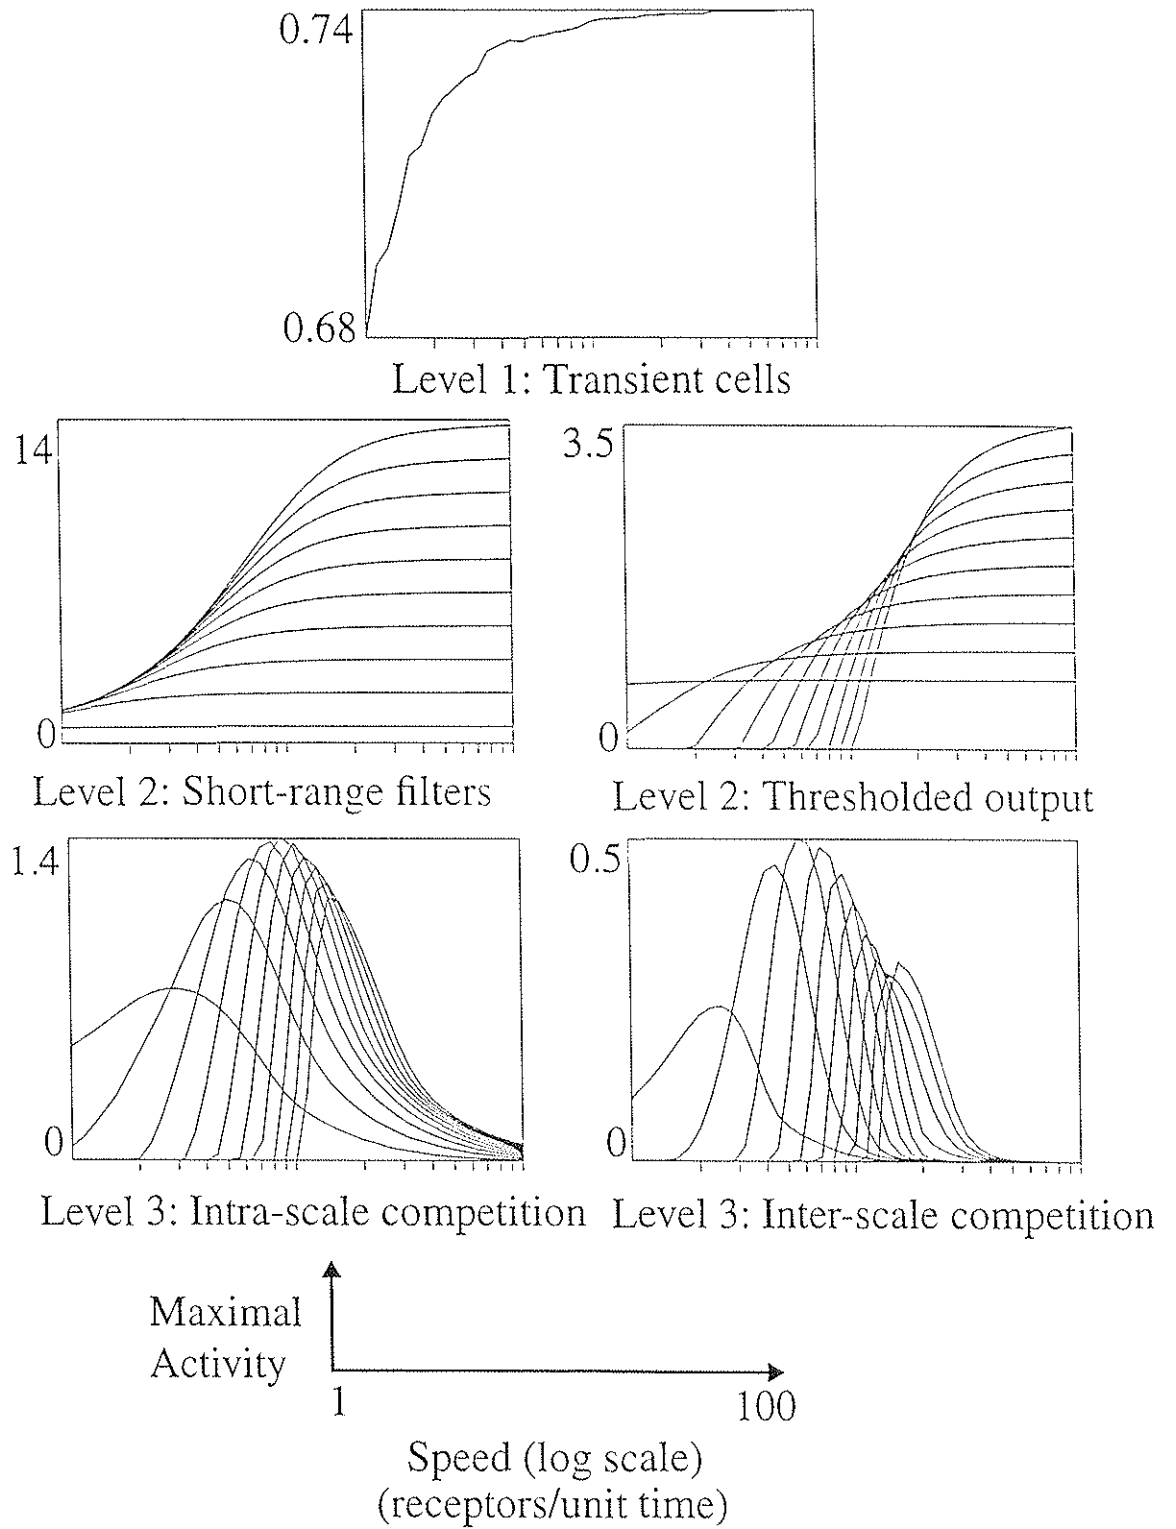 0.74
0.68
Level 1: Transient cells
14
0
Level 2: Short-range filters
3.5
0
Level 2: Thresholded output
1.4
0
Level 3: Intra-scale competition
0.5
0
Level 3: Inter-scale competition
Maximal
Activity
1
100
Speed (log scale)
(receptors/unit time)